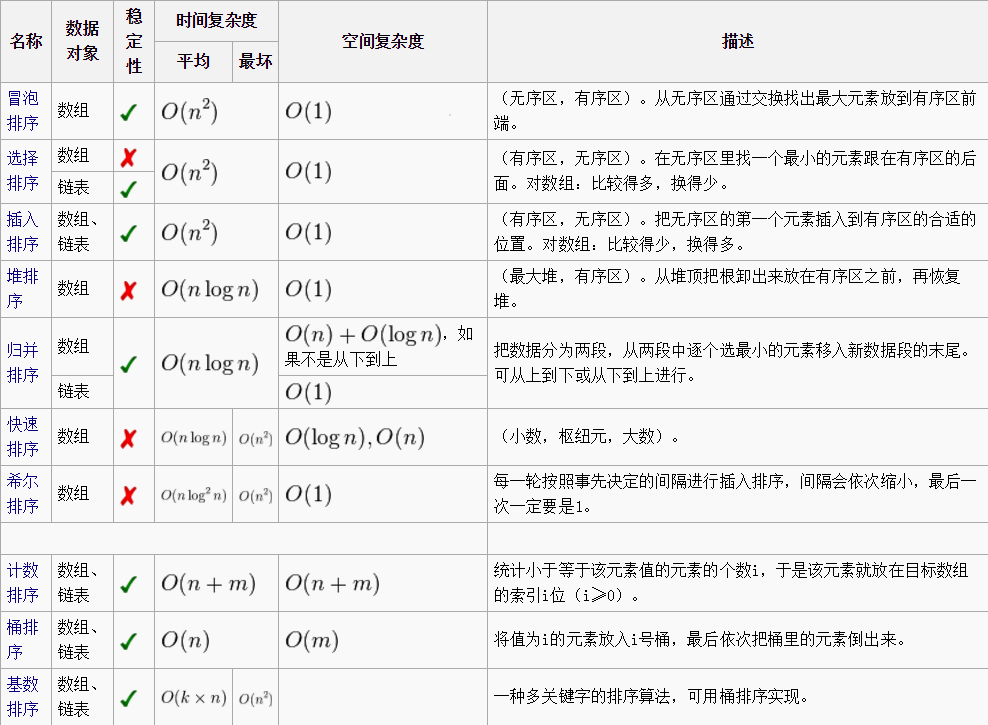 名称
数据
对象
稳
定
性
时间复杂度
平均
最坏
空间复杂度
描述
冒泡
排序
数组
O(n²)
O(1)
（无序区，有序区）。从无序区通过交换找出最大元素放到有序区前
端。
选择
排序
数组
链表
O(n²)
O(1)
（有序区，无序区）。在无序区里找一个最小的元素跟在有序区的后
面。对数组：比较得多，换得少。
插入
排序
数组、
链表
O(n²)
O(1)
（有序区，无序区）。把无序区的第一个元素插入到有序区的合适的
位置。对数组：比较得少，换得多。
堆排
序
数组
O(n log n)
O(1)
（最大堆，有序区）。从堆顶把根卸出来放在有序区之前，再恢复
堆。
归并
排序
数组
链表
O(n log n)
O(n) + O(log n)，如
果不是从下到上
O(1)
把数据分为两段，从两段中逐个选最小的元素移入新数据段的末尾。
可从上到下或从下到上进行。
快速
排序
数组
O(n log n)
O(n²)
O(log n), O(n)
（小数，枢纽元，大数）。
希尔
排序
数组
O(n log² n)
O(n²)
O(1)
每一轮按照事先决定的间隔进行插入排序，间隔会依次缩小，最后一
次一定要是1。
计数
排序
数组、
链表
O(n + m)
O(n + m)
统计小于等于该元素值的元素的个数i，于是该元素就放在目标数组
的索引i位（i≥0）。
桶排
序
数组、
链表
O(n)
O(m)
将值为i的元素放入i号桶，最后依次把桶里的元素倒出来。
基数
排序
数组、
链表
O(k × n)
O(n²)
一种多关键字的排序算法，可用桶排序实现。